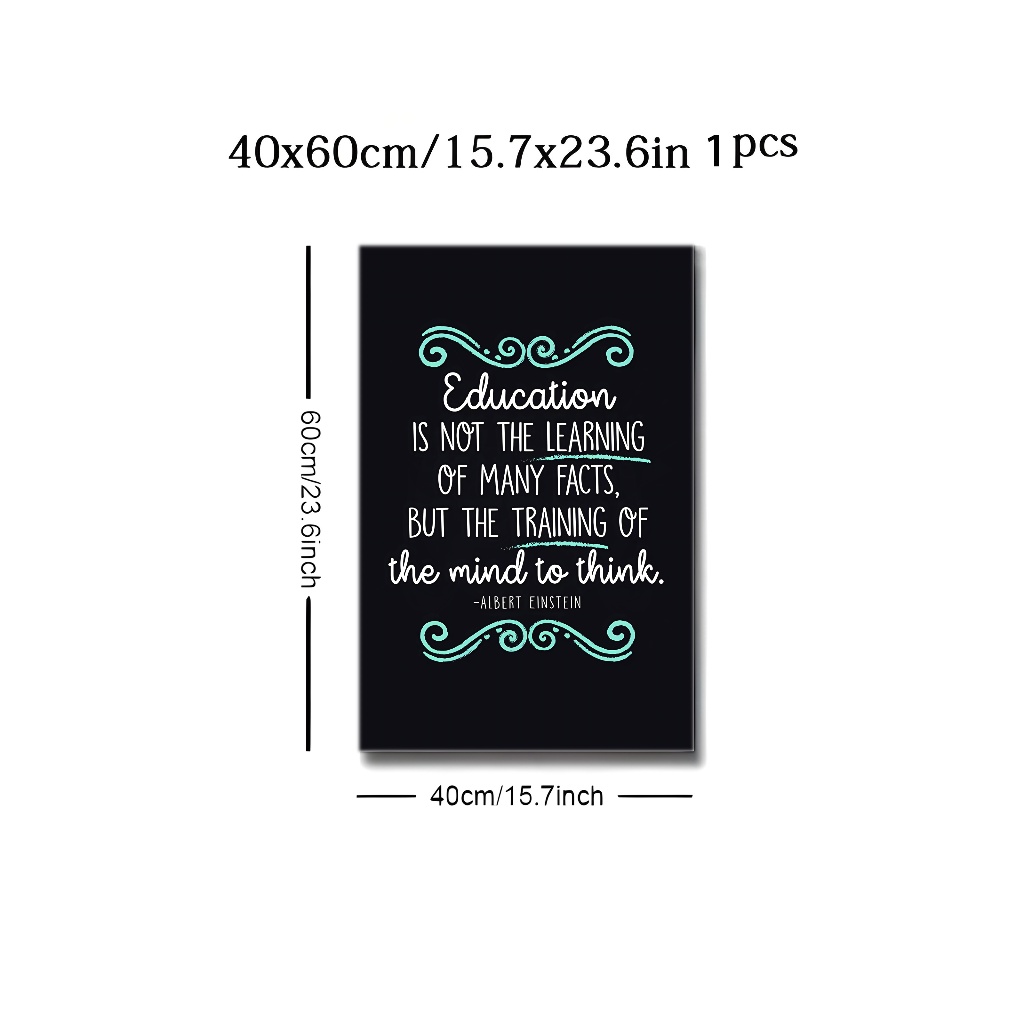 40x60cm/15.7x23.6in 1pcs
60cm/23.6inch
Education
IS NOT THE LEARNING
OF MANY FACTS,
BUT THE TRAINING OF
the mind to think.
-ALBERT EINSTEIN
40cm/15.7inch